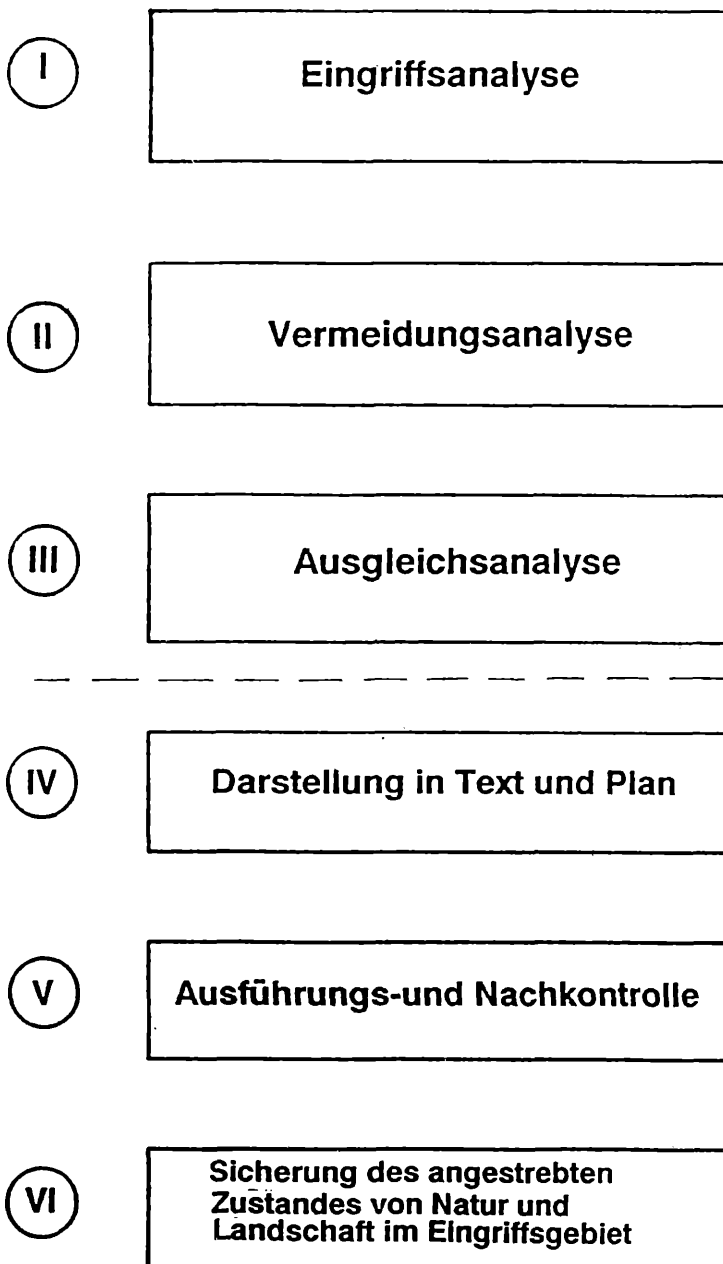 I
Eingriffsanalyse
II
Vermeidungsanalyse
III
Ausgleichsanalyse
IV
Darstellung in Text und Plan
V
Ausführungs-und Nachkontrolle
VI
Sicherung des angestrebten
Zustandes von Natur und
Landschaft im Eingriffsgebiet